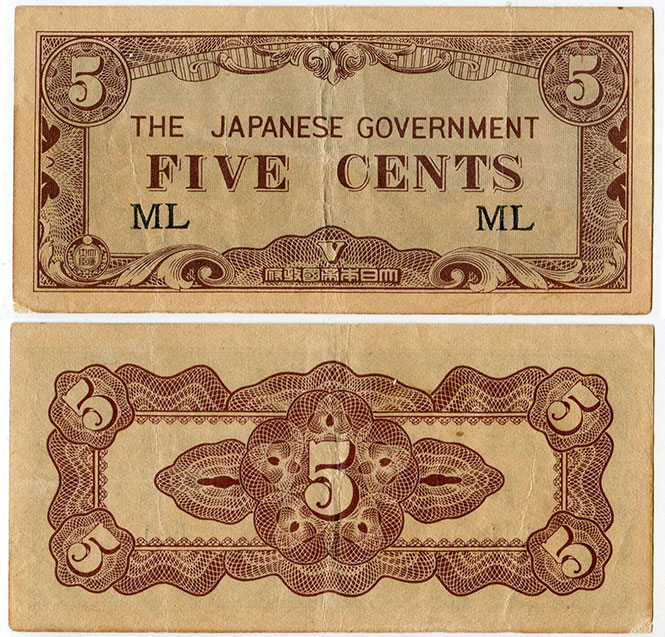 5 5
THE JAPANESE GOVERNMENT
FIVE CENTS
ML ML
V
大日本帝國政府
5 5
5
5 5